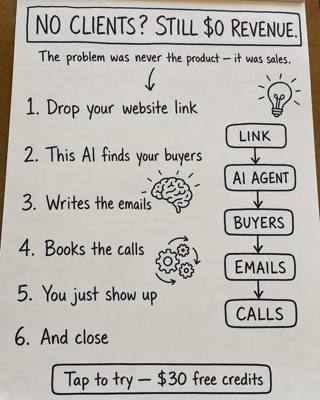 NO CLIENTS? STILL $0 REVENUE.
The problem was never the product — it was sales.
1. Drop your website link
2. This AI finds your buyers
3. Writes the emails
4. Books the calls
5. You just show up
6. And close
LINK
AI AGENT
BUYERS
EMAILS
CALLS
Tap to try — $30 free credits